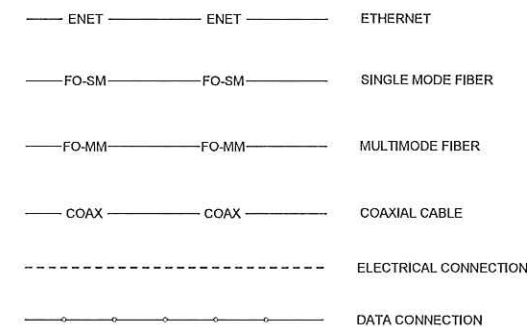 ENET ENET ETHERNET
FO-SM FO-SM SINGLE MODE FIBER
FO-MM FO-MM MULTIMODE FIBER
COAX COAX COAXIAL CABLE
ELECTRICAL CONNECTION
DATA CONNECTION